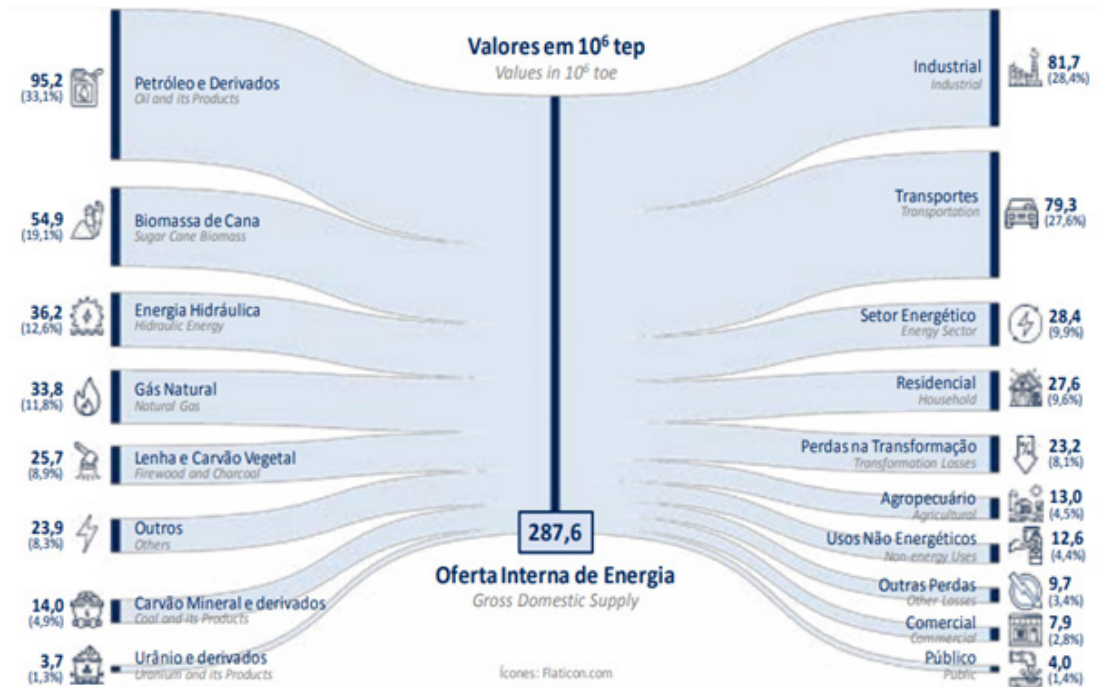 Valores em 10⁶ tep
Values in 10⁶ toe
95,2
(33,1%)
Petróleo e Derivados
Oil and its Products
54,9
(19,1%)
Biomassa de Cana
Sugar Cane Biomass
36,2
(12,6%)
Energia Hidráulica
Hidraulic Energy
33,8
(11,8%)
Gás Natural
Natural Gas
25,7
(8,9%)
Lenha e Carvão Vegetal
Firewood and Charcoal
23,9
(8,3%)
Outros
Others
14,0
(4,9%)
Carvão Mineral e derivados
Coal and its Products
3,7
(1,3%)
Urânio e derivados
Uranium and its Products
287,6
Oferta Interna de Energia
Gross Domestic Supply
Ícones: Flaticon.com
Industrial
Industrial
81,7
(28,4%)
Transportes
Transportation
79,3
(27,6%)
Setor Energético
Energy Sector
28,4
(9,9%)
Residencial
Household
27,6
(9,6%)
Perdas na Transformação
Transformation Losses
23,2
(8,1%)
Agropecuário
Agricultural
13,0
(4,5%)
Usos Não Energéticos
Non-energy Uses
12,6
(4,4%)
Outras Perdas
Other Losses
9,7
(3,4%)
Comercial
Commercial
7,9
(2,8%)
Público
Public
4,0
(1,4%)